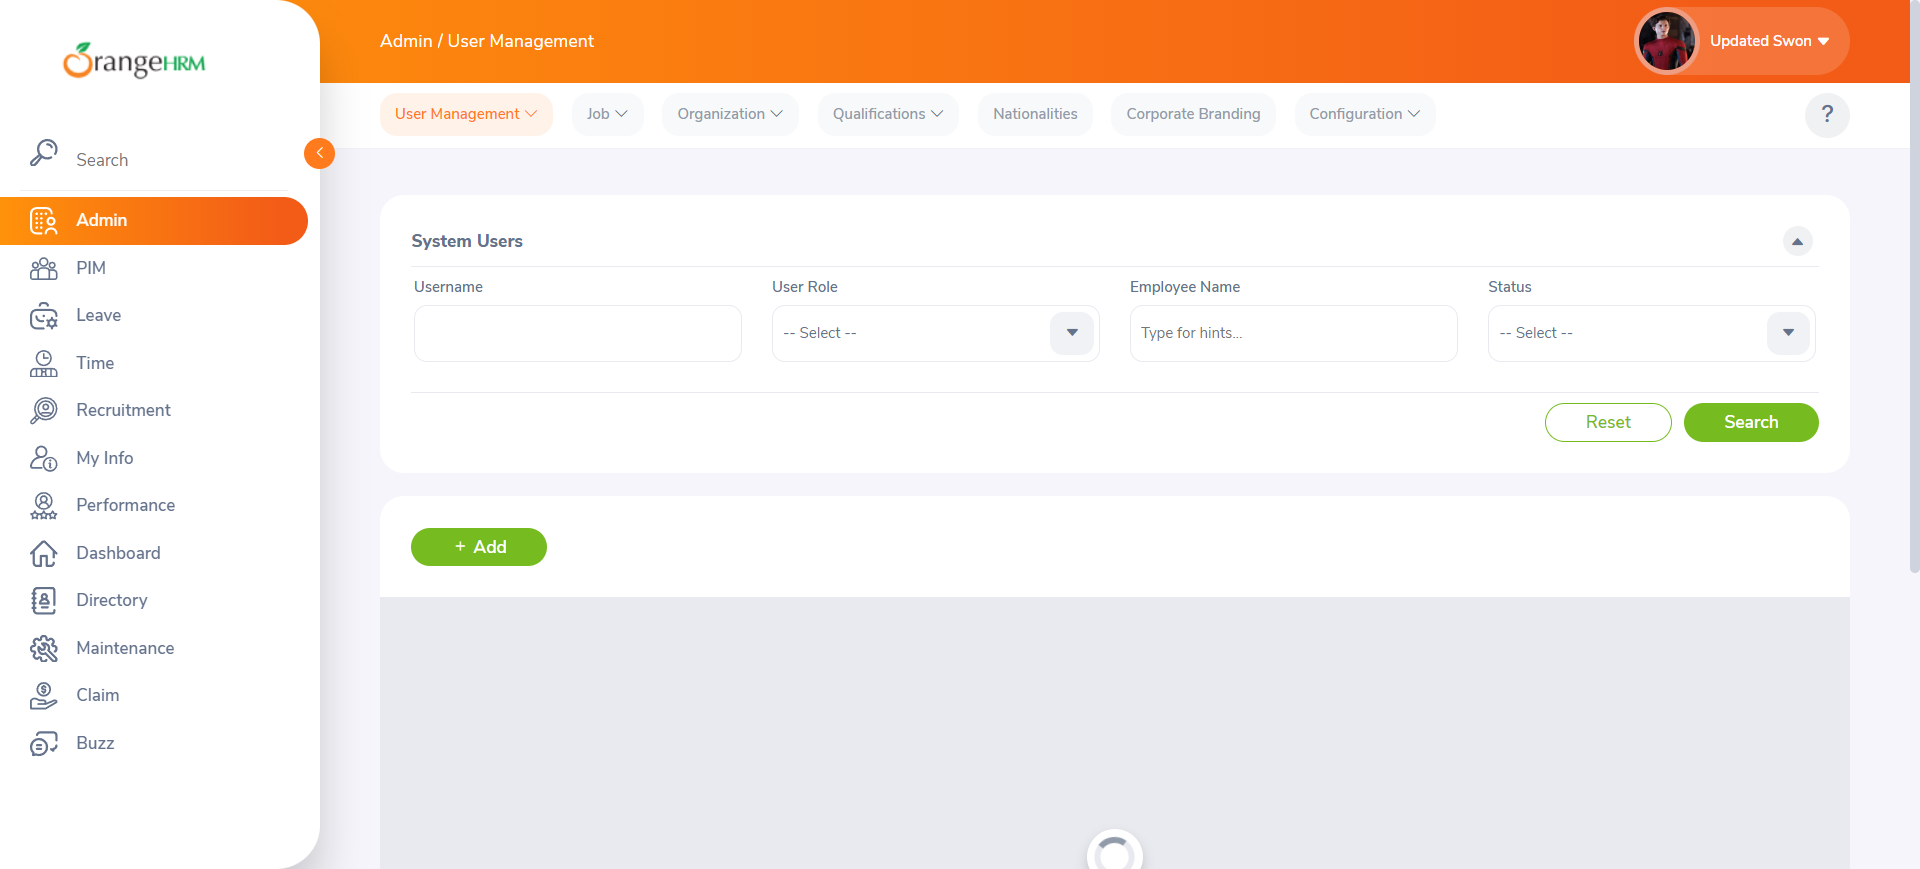 OrangeHRM
Search
Admin
PIM
Leave
Time
Recruitment
My Info
Performance
Dashboard
Directory
Maintenance
Claim
Buzz
Admin / User Management
Updated Swon
User Management
Job
Organization
Qualifications
Nationalities
Corporate Branding
Configuration
?
System Users
Username
User Role
Employee Name
Status
-- Select --
Type for hints...
-- Select --
Reset
Search
+ Add